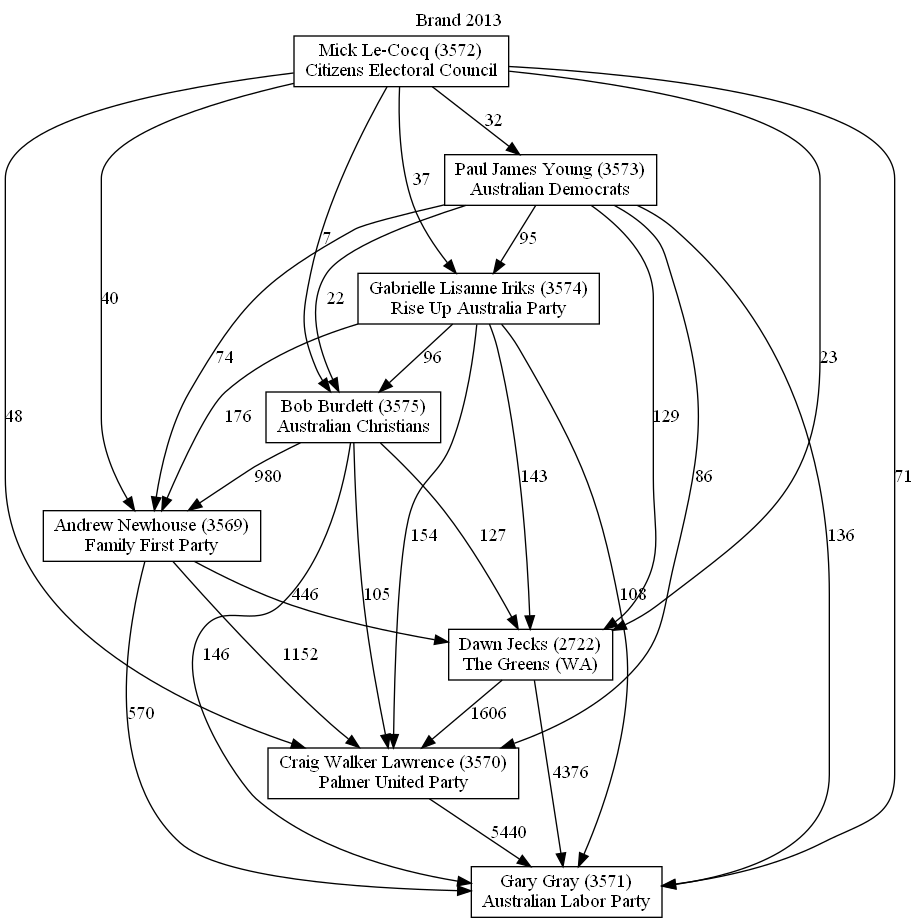 Brand 2013
Mick Le-Cocq (3572)
Citizens Electoral Council
32
Paul James Young (3573)
Australian Democrats
37
7
95
22
Gabrielle Lisanne Iriks (3574)
Rise Up Australia Party
40
74
96
23
48
176
129
Bob Burdett (3575)
Australian Christians
980
143
86
71
Andrew Newhouse (3569)
Family First Party
154
127
136
446
105
108
Dawn Jecks (2722)
The Greens (WA)
146
1152
570
1606
Craig Walker Lawrence (3570)
Palmer United Party
4376
5440
Gary Gray (3571)
Australian Labor Party